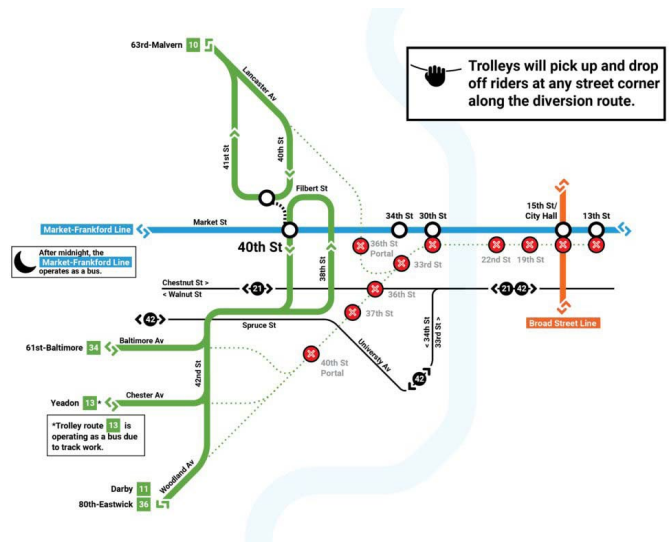 63rd-Malvern 10
Trolleys will pick up and drop
off riders at any street corner
along the diversion route.
Lancaster Av
41st St
40th St
Filbert St
Market-Frankford Line
Market St
40th St
34th St
30th St
15th St/
City Hall
13th St
After midnight, the
Market-Frankford Line
operates as a bus.
36th St
Portal
33rd St
22nd St
19th St
38th St
Chestnut St >
< Walnut St
21
36th St
21 42
42
37th St
Spruce St
Broad Street Line
61st-Baltimore 34
Baltimore Av
42nd St
40th St
Portal
Universty Av
< 34th St
33rd St >
42
Yeadon 13 *
Chester Av
*Trolley route 13 is
operating as a bus due
to track work.
Woodland Av
Darby 11
80th-Eastwick 36